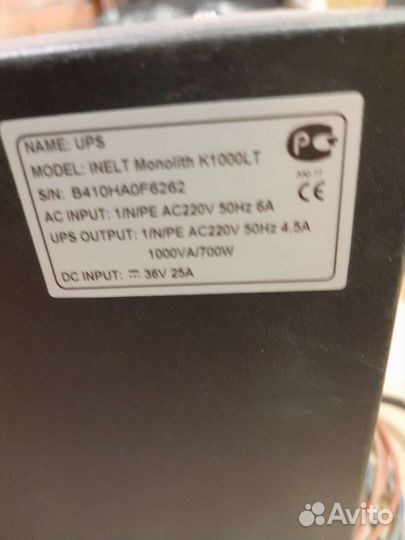 NAME: UPS
MODEL: INELT Monolith K1000LT
S/N: B410HA0F6262
AC INPUT: 1/N/PE AC220V 50Hz 6A
UPS OUTPUT: 1/N/PE AC220V 50Hz 4.5A
1000VA/700W
DC INPUT: ⎓ 36V 25A
CE
Avito